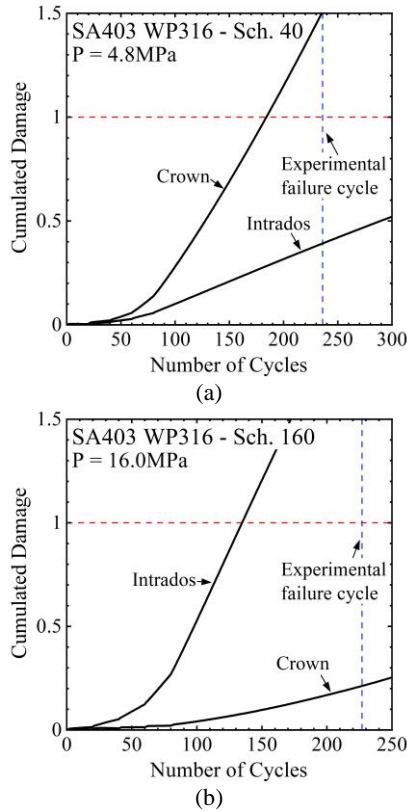 SA403 WP316 - Sch. 40
P = 4.8MPa
1.5
1
0.5
0
Cumulated Damage
Crown
Experimental
failure cycle
Intrados
0 50 100 150 200 250 300
Number of Cycles
(a)
SA403 WP316 - Sch. 160
P = 16.0MPa
1.5
1
0.5
0
Cumulated Damage
Intrados
Experimental
failure cycle
Crown
0 50 100 150 200 250
Number of Cycles
(b)